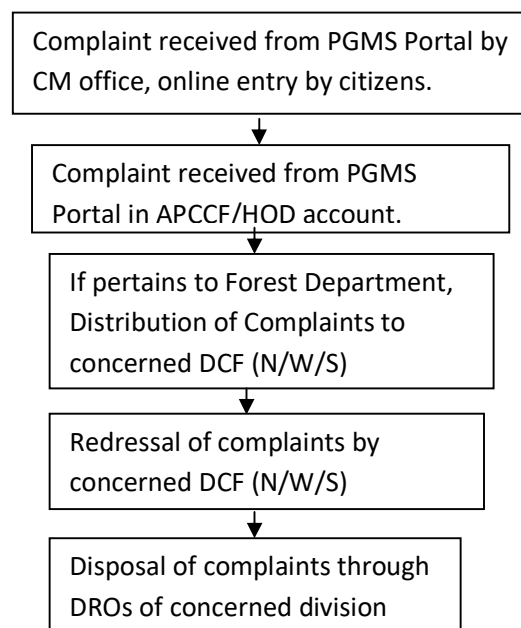 Complaint received from PGMS Portal by
CM office, online entry by citizens.
Complaint received from PGMS
Portal in APCCF/HOD account.
If pertains to Forest Department,
Distribution of Complaints to
concerned DCF (N/W/S)
Redressal of complaints by
concerned DCF (N/W/S)
Disposal of complaints through
DROs of concerned division